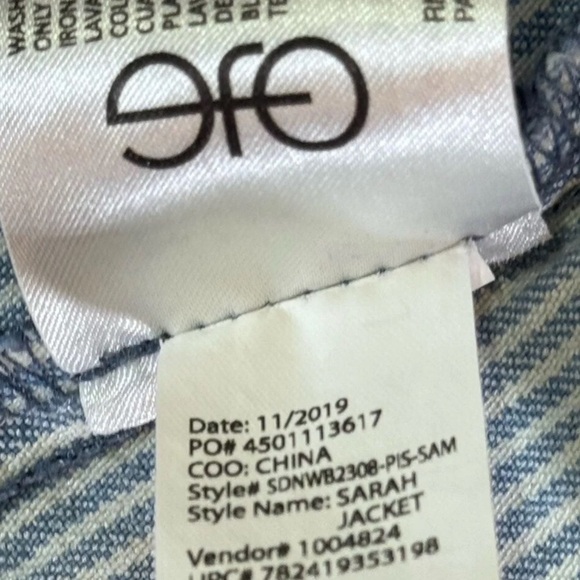 WASH
ONLY
IRON
Date: 11/2019
PO# 4501113617
COO: CHINA
Style# SDNWB2308-PIS-SAM
Style Name: SARAH
JACKET
Vendor# 1004824
UPC# 782419353198